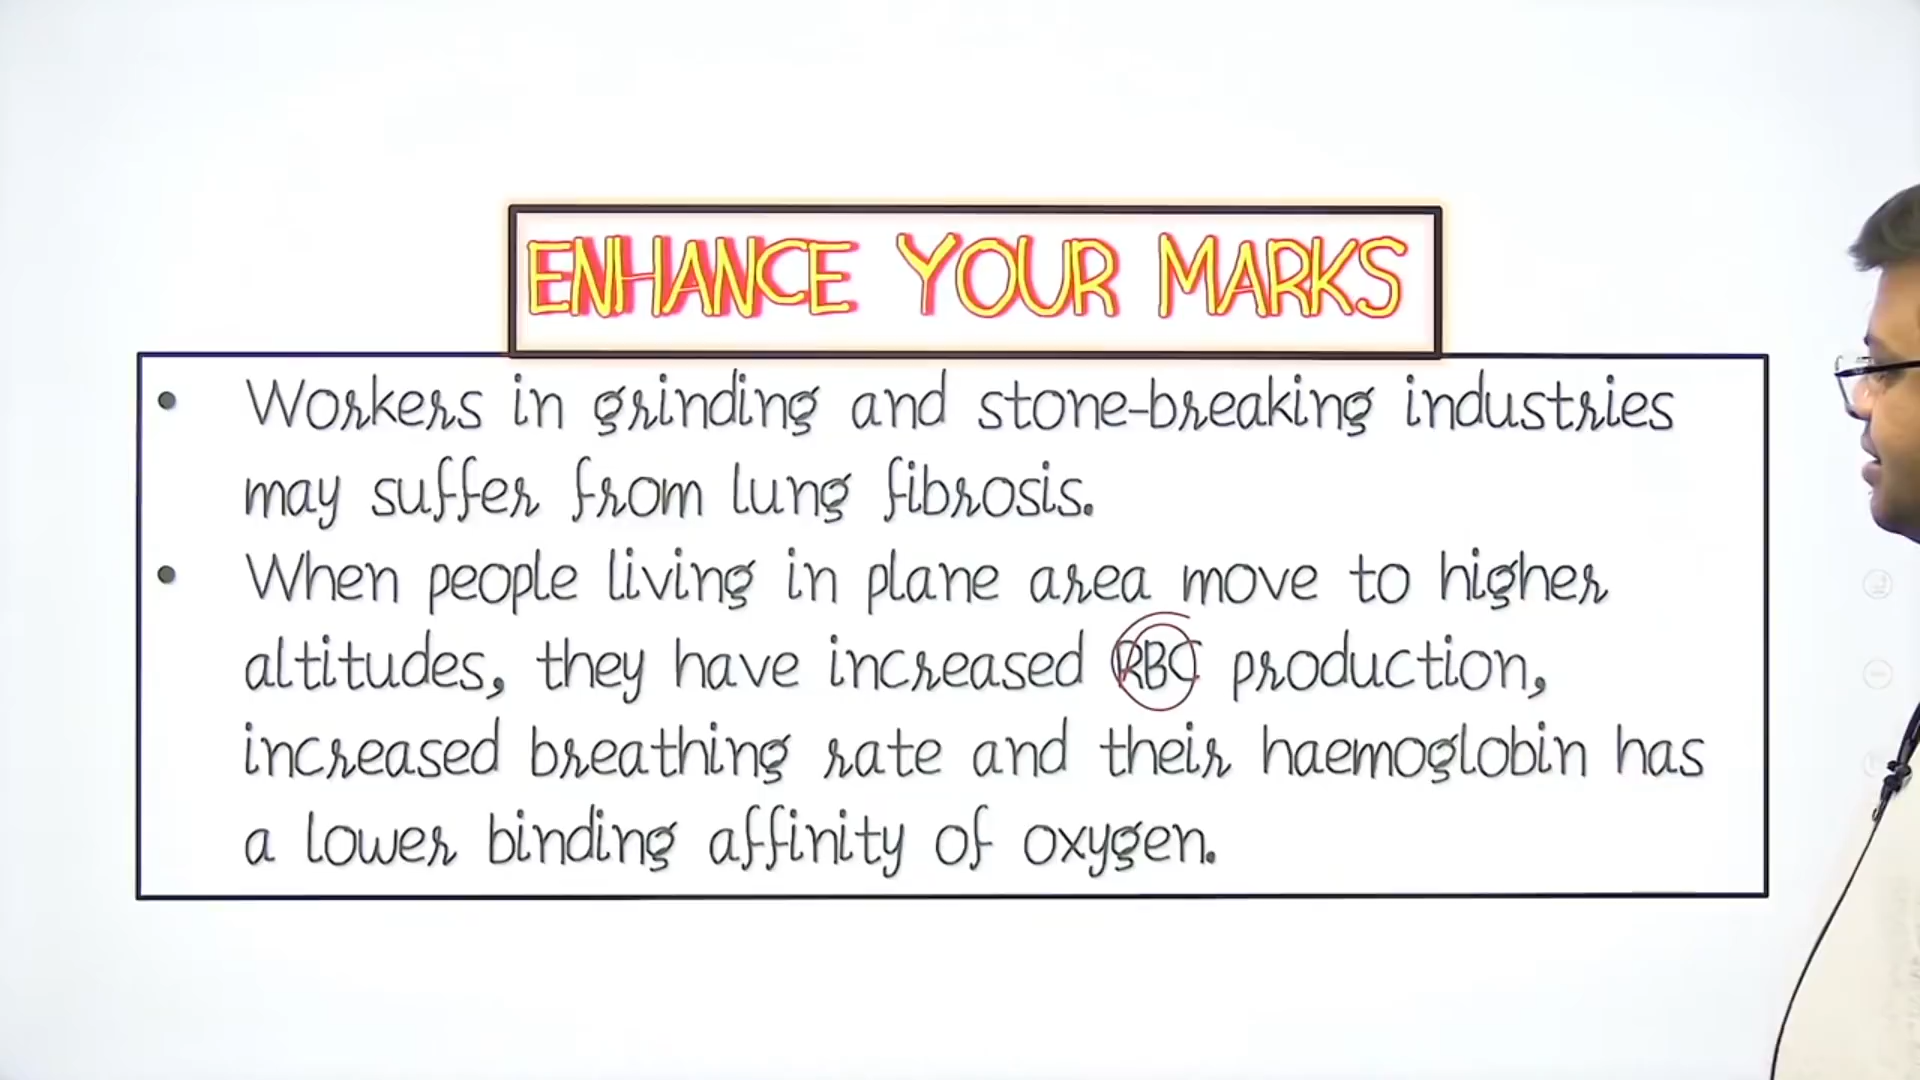 ENHANCE YOUR MARKS
• Workers in grinding and stone-breaking industries
may suffer from lung fibrosis.
• When people living in plane area move to higher
altitudes, they have increased RBC production,
increased breathing rate and their haemoglobin has
a lower binding affinity of oxygen.